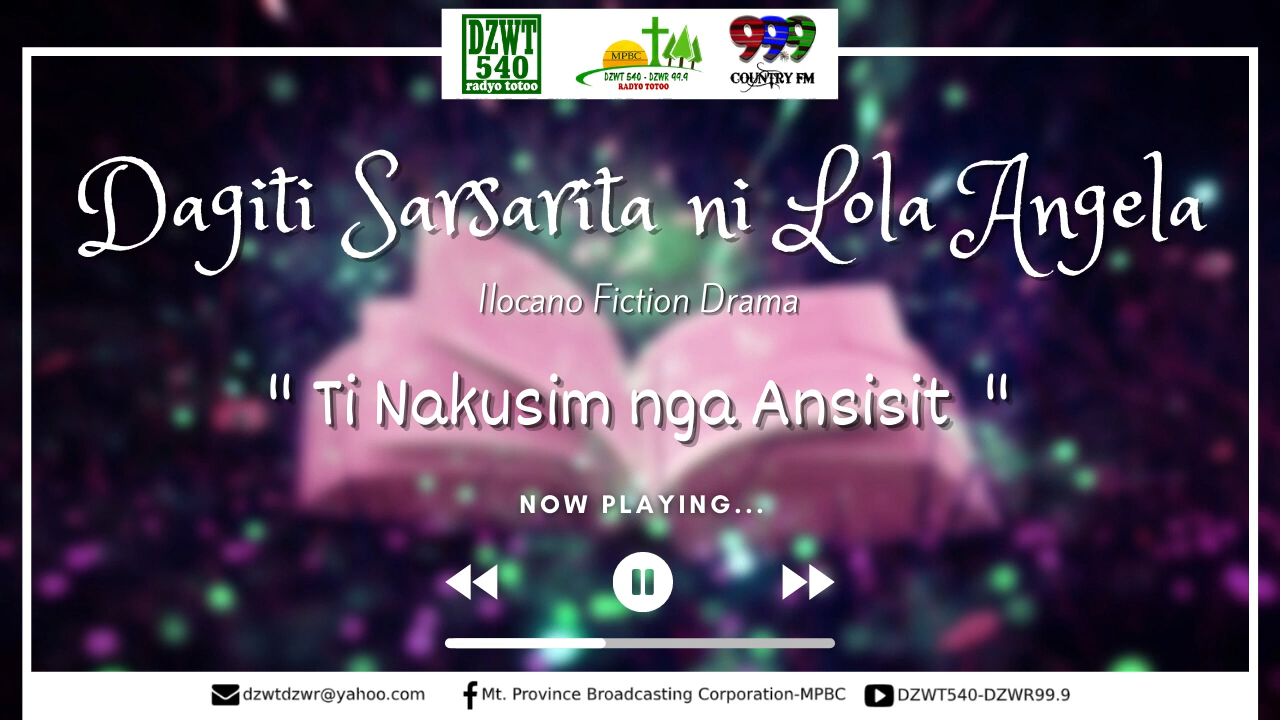 DZWT
540
radyo totoo
MPBC
DZWT 540 - DZWR 99.9
RADYO TOTOO
99.9
COUNTRY FM
Dagiti Sarsarita ni Lola Angela
Ilocano Fiction Drama
" Ti Nakusim nga Ansisit "
NOW PLAYING...
dzwtdzwr@yahoo.com
Mt. Province Broadcasting Corporation-MPBC
DZWT540-DZWR99.9